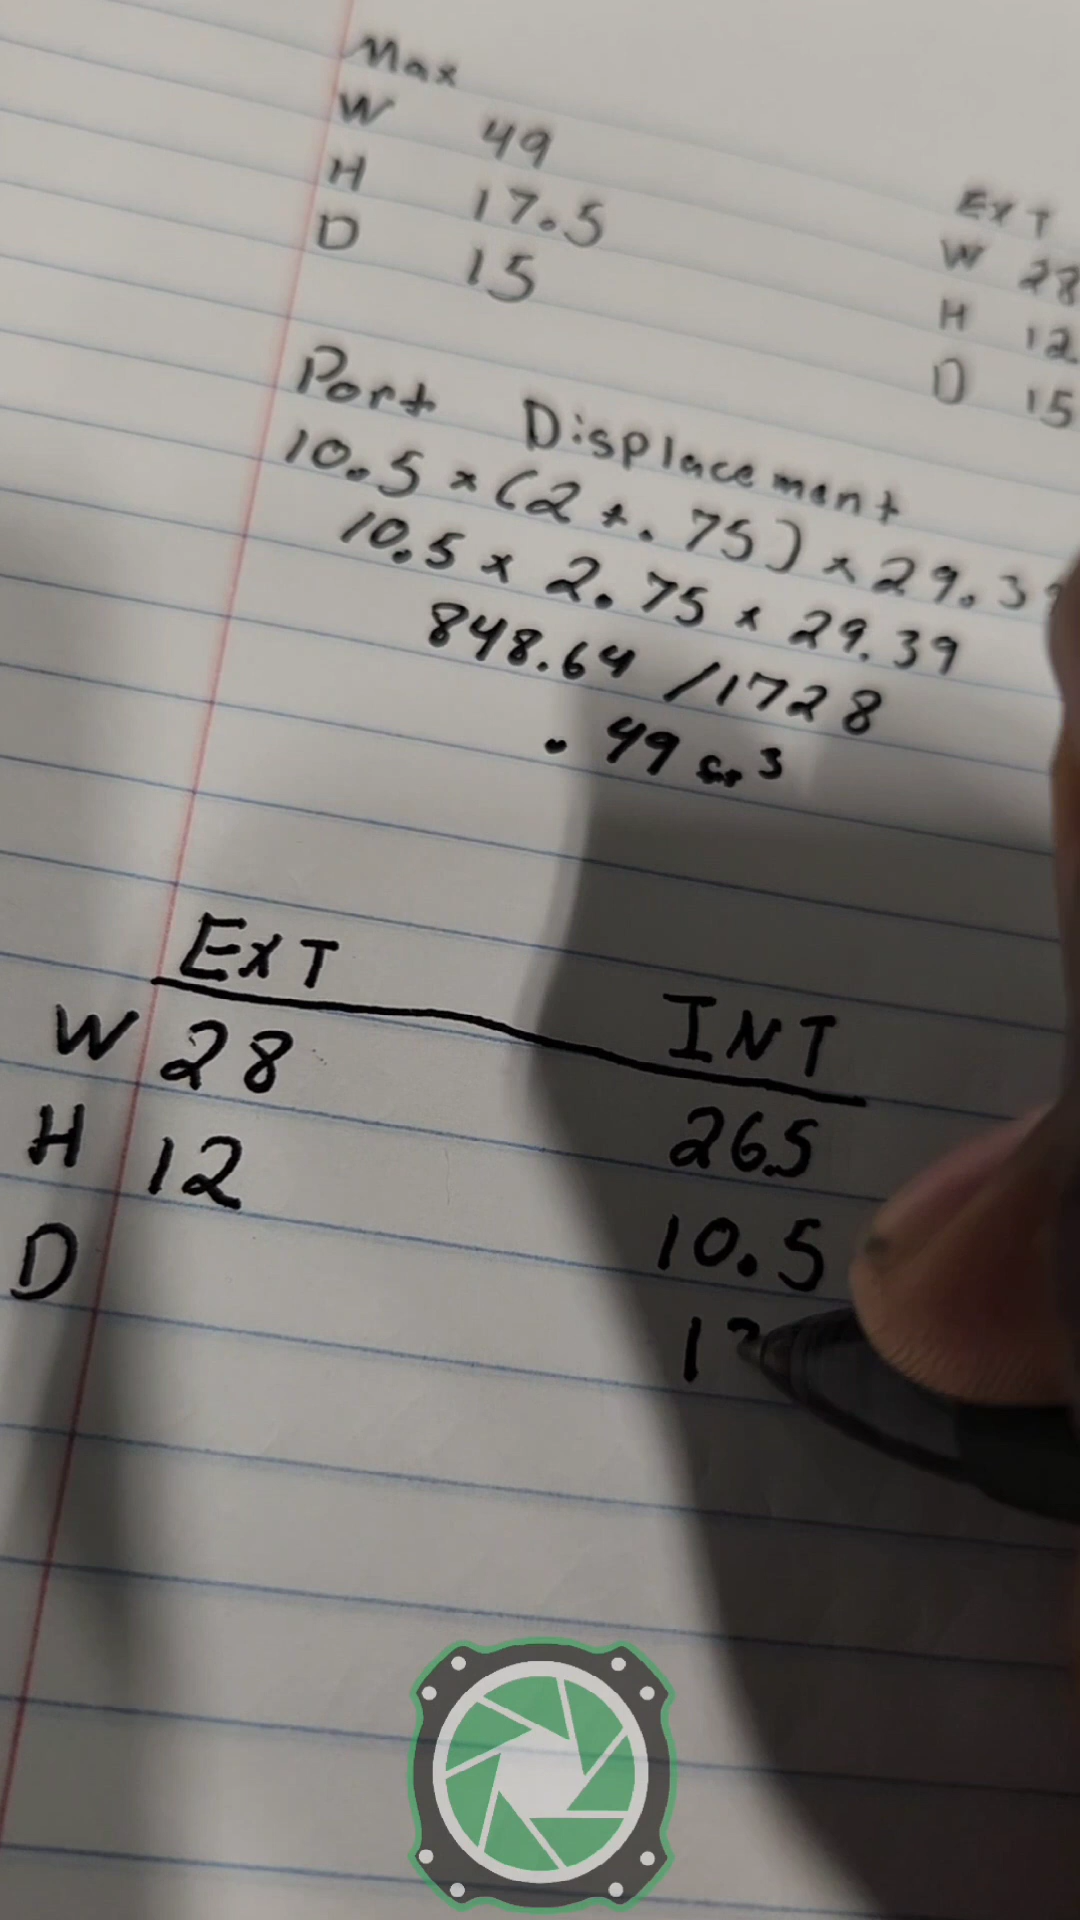 Max
W 49
H 17.5
D 15
EXT
W 28
H 12
D 15
Port Displacement
10.5 x (2 + .75) x 29.3
10.5 x 2.75 x 29.39
848.64 / 1728
.49
EXT INT
W 28 26.5
H 12 10.5
D